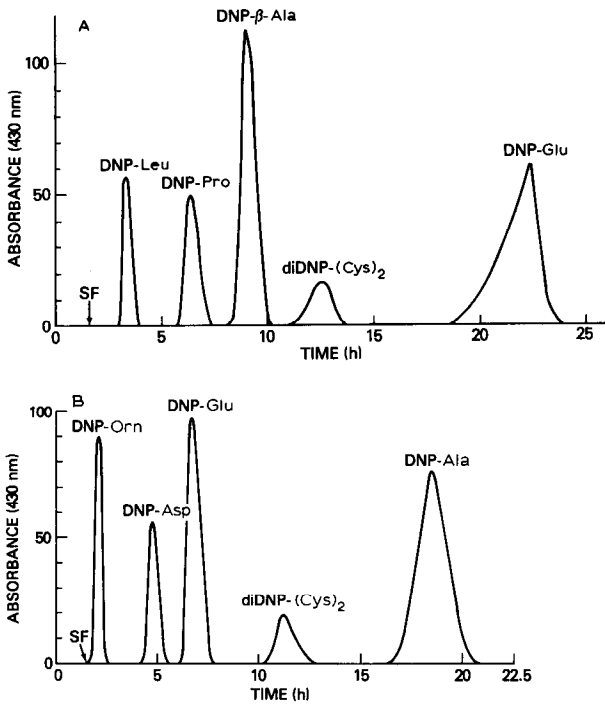 A
DNP-β-Ala
ABSORBANCE (430 nm)
100
50
0
DNP-Leu
DNP-Pro
DNP-Glu
diDNP-(Cys)2
SF
0 5 10 15 20 25
TIME (h)
B
DNP-Glu
ABSORBANCE (430 nm)
100
50
0
DNP-Orn
DNP-Asp
DNP-Ala
diDNP-(Cys)2
SF
0 5 10 15 20 22.5
TIME (h)